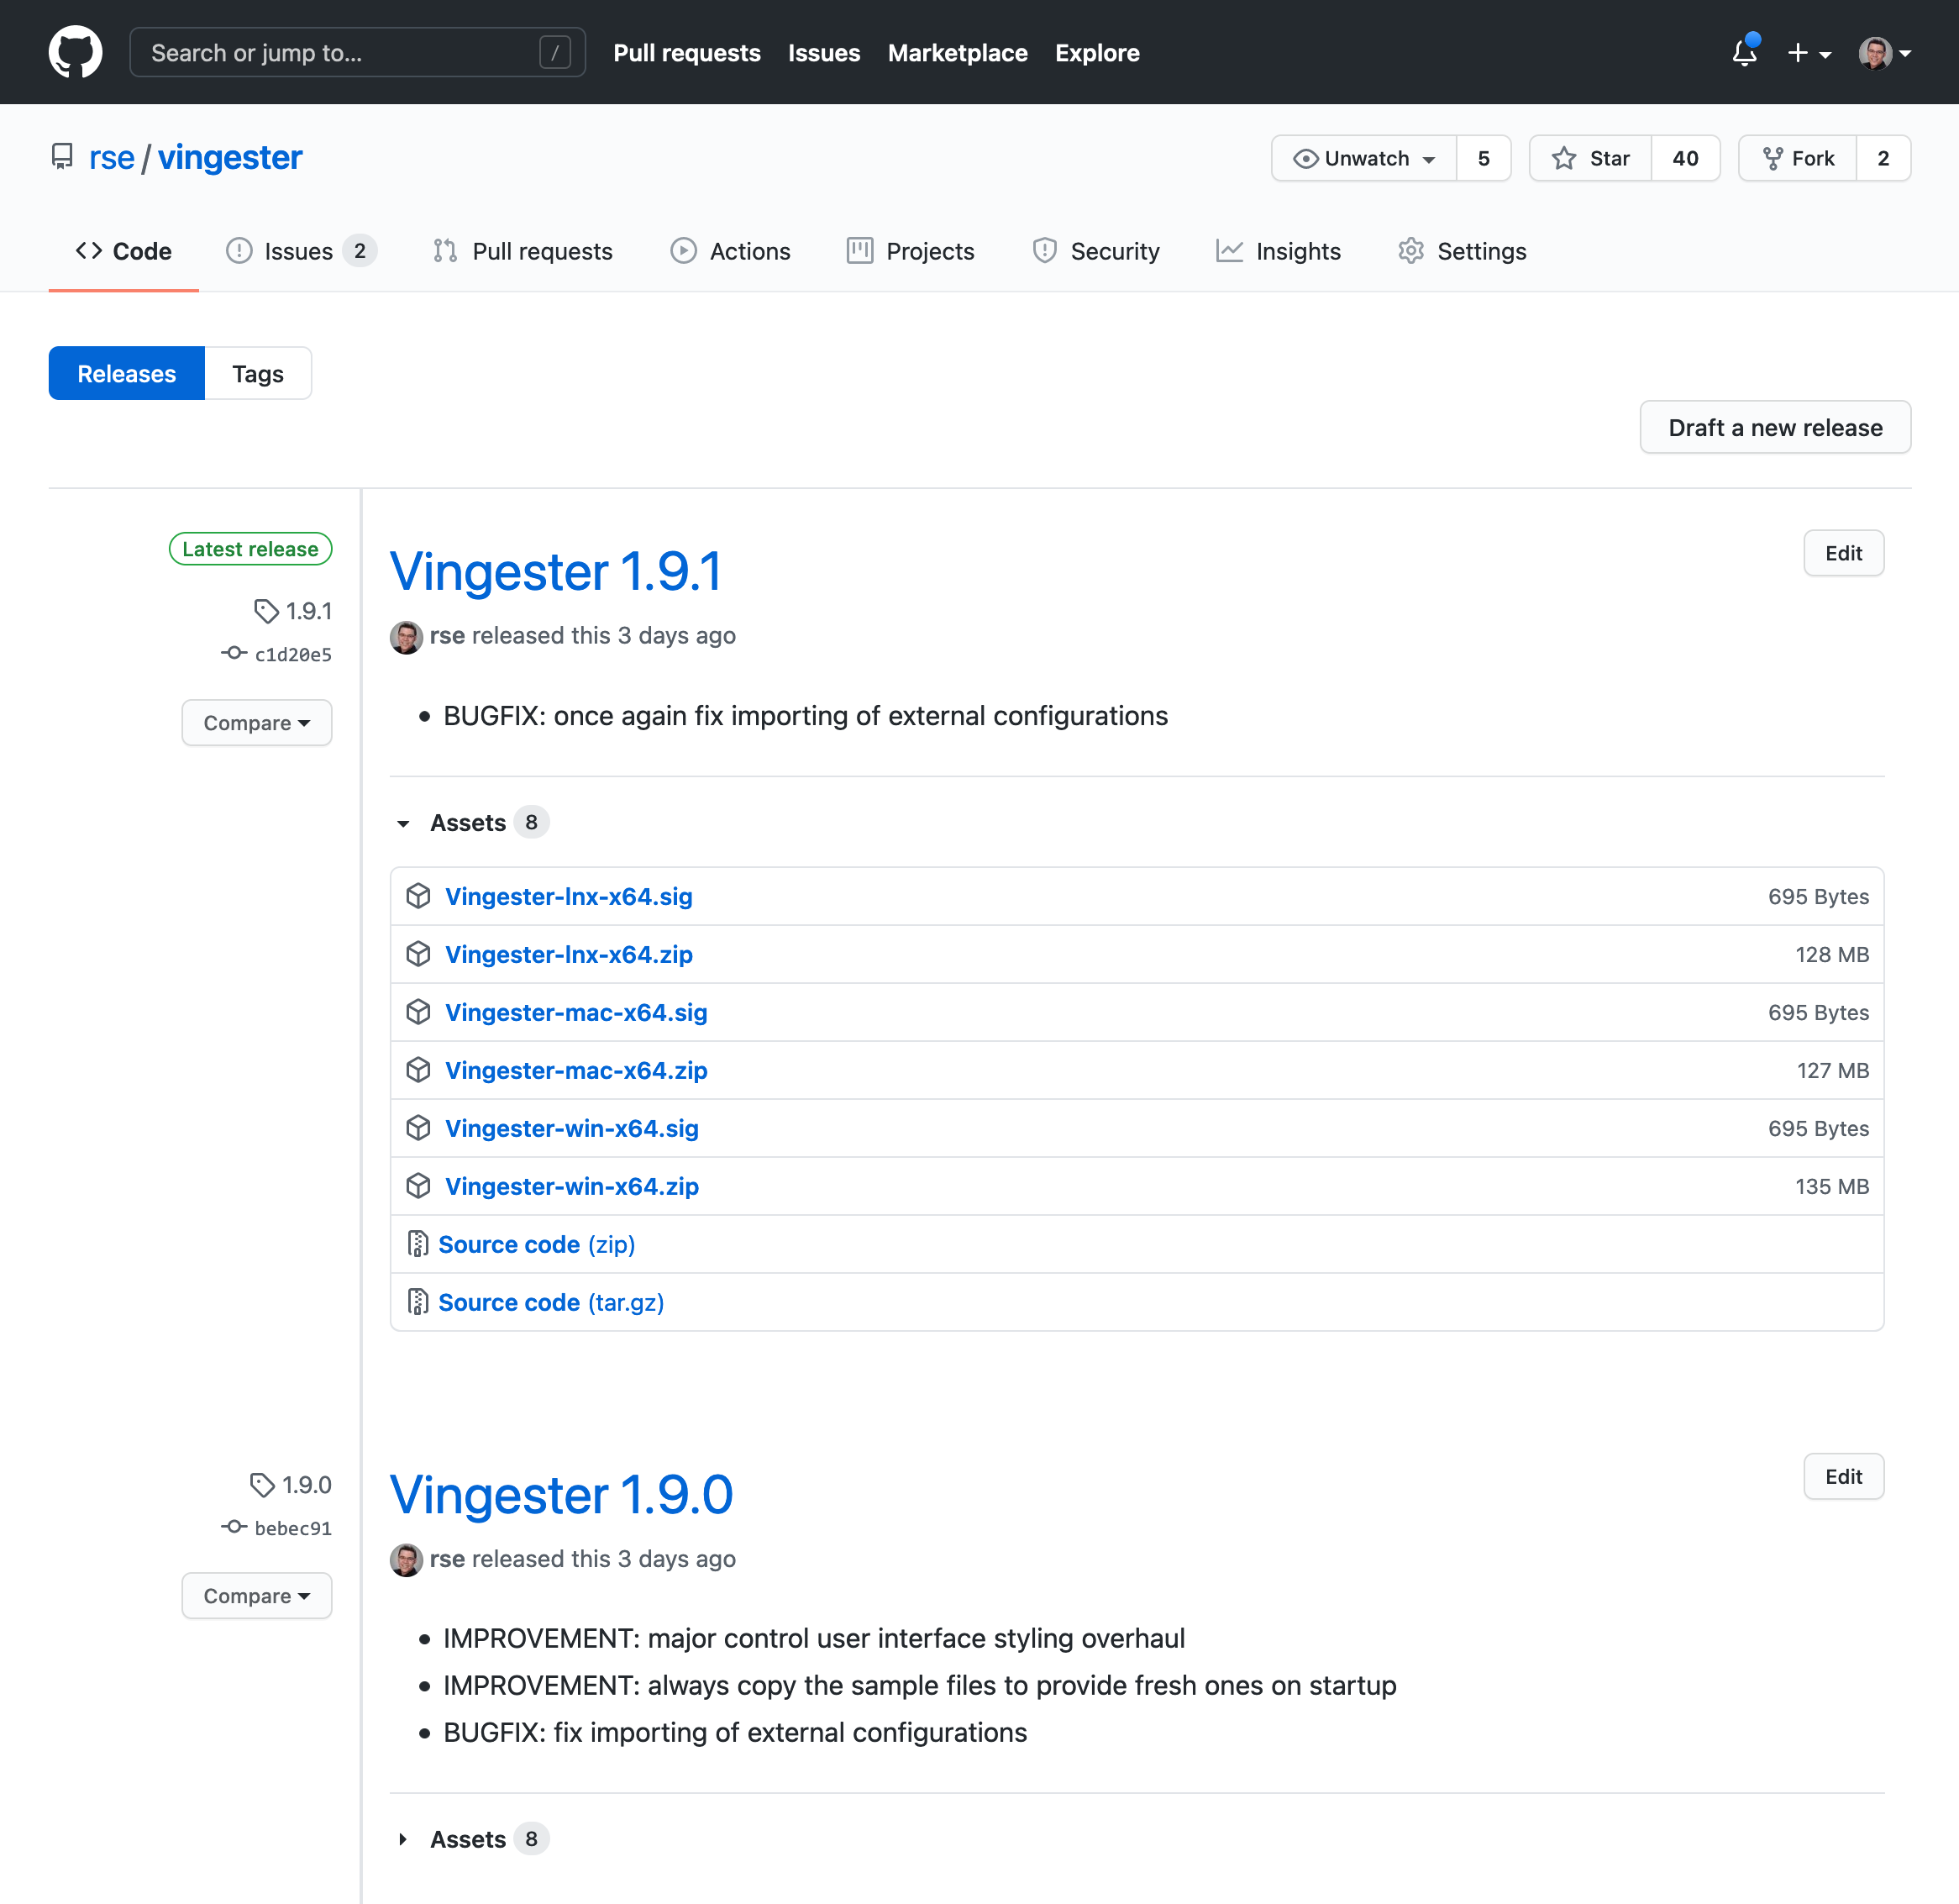 Search or jump to... /
Pull requests Issues Marketplace Explore
rse / vingester
Unwatch 5 Star 40 Fork 2
Code Issues 2 Pull requests Actions Projects Security Insights Settings
Releases Tags
Draft a new release
Latest release
1.9.1
c1d20e5
Compare
Vingester 1.9.1
Edit
rse released this 3 days ago
• BUGFIX: once again fix importing of external configurations
Assets 8
Vingester-lnx-x64.sig 695 Bytes
Vingester-lnx-x64.zip 128 MB
Vingester-mac-x64.sig 695 Bytes
Vingester-mac-x64.zip 127 MB
Vingester-win-x64.sig 695 Bytes
Vingester-win-x64.zip 135 MB
Source code (zip)
Source code (tar.gz)
1.9.0
bebec91
Compare
Vingester 1.9.0
Edit
rse released this 3 days ago
• IMPROVEMENT: major control user interface styling overhaul
• IMPROVEMENT: always copy the sample files to provide fresh ones on startup
• BUGFIX: fix importing of external configurations
Assets 8